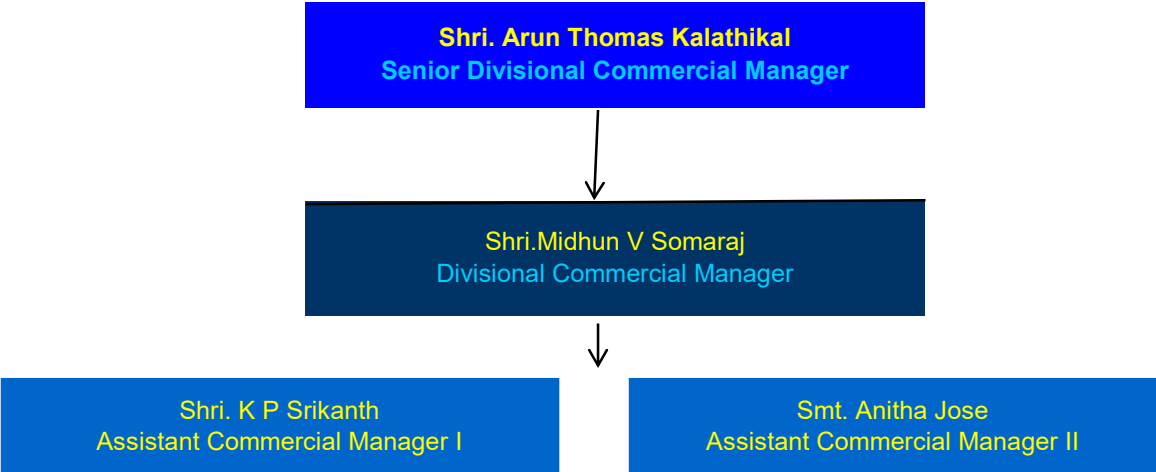 Shri. Arun Thomas Kalathikal
Senior Divisional Commercial Manager
Shri.Midhun V Somaraj
Divisional Commercial Manager
Shri. K P Srikanth
Assistant Commercial Manager I
Smt. Anitha Jose
Assistant Commercial Manager II